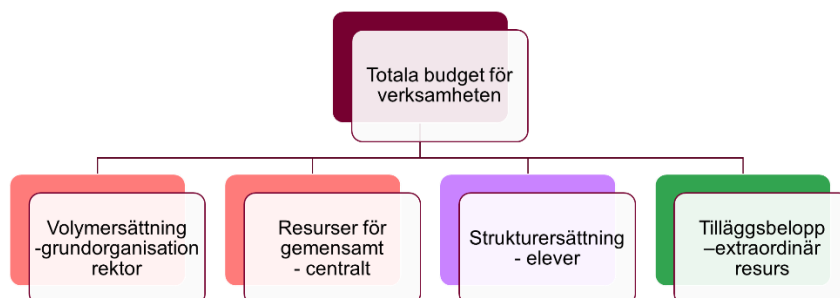 Totala budget för
verksamheten
Volymersättning
-grundorganisation
rektor
Resurser för
gemensamt
- centralt
Strukturersättning
- elever
Tilläggsbelopp
–extraordinär
resurs